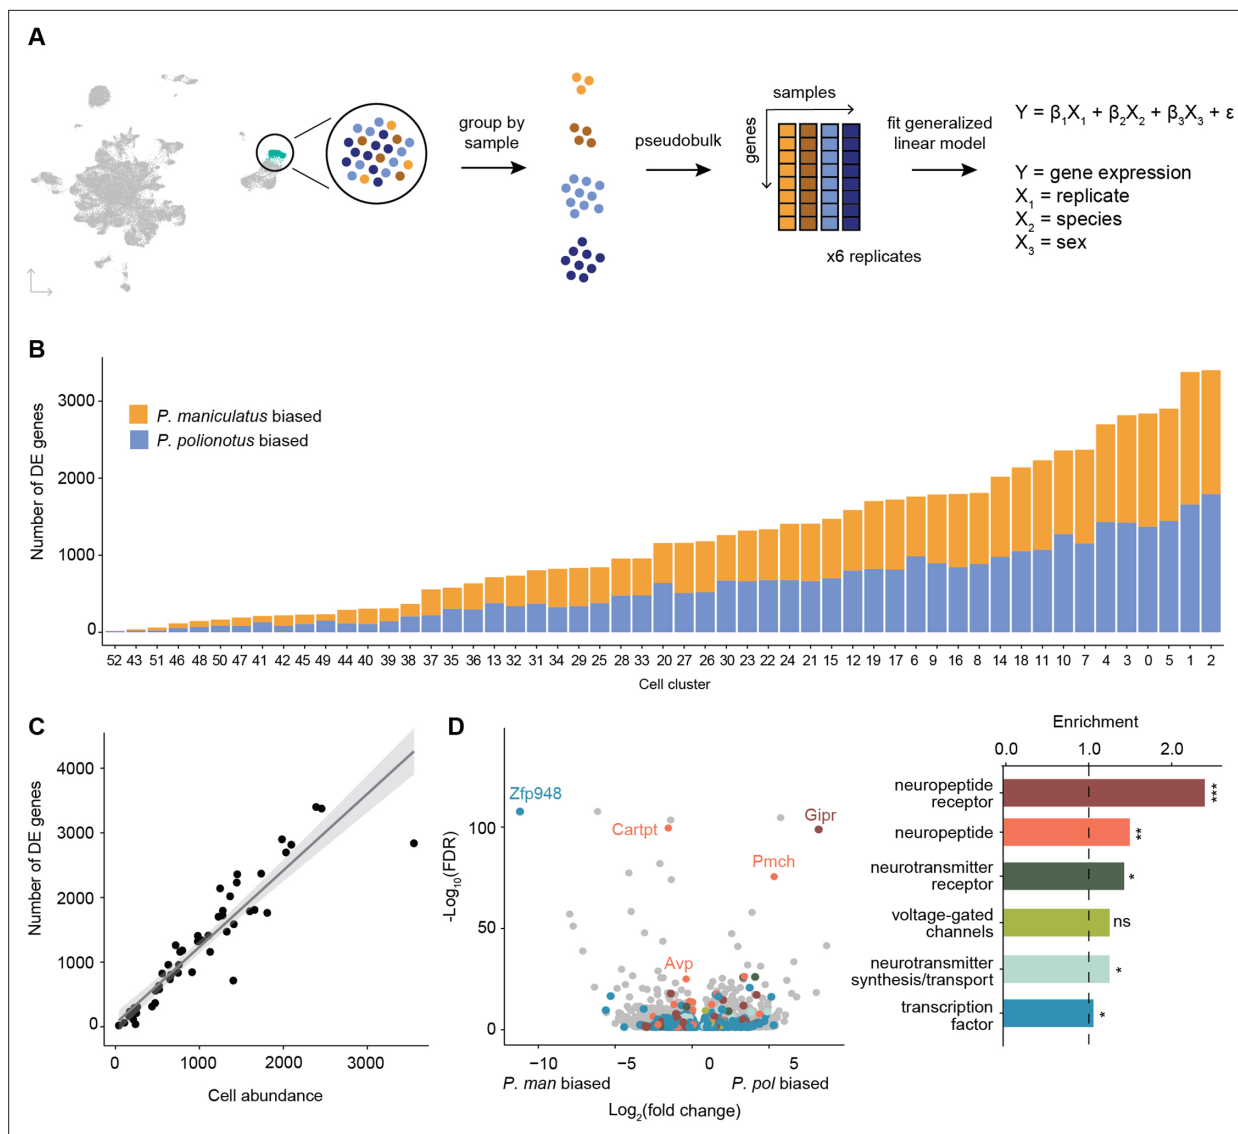 A
group by
sample
pseudobulk
samples
genes
x6 replicates
fit generalized
linear model
Y = β₁X₁ + β₂X₂ + β₃X₃ + ε
Y = gene expression
X₁ = replicate
X₂ = species
X₃ = sex
B
Number of DE genes
3000
2000
1000
0
P. maniculatus biased
P. polionotus biased
52 43 51 46 48 50 47 41 42 45 49 44 40 39 38 37 35 36 13 32 31 34 29 25 28 33 20 27 26 30 23 22 24 21 15 12 19 17 6 9 16 8 14 18 11 10 7 4 3 0 5 1 2
Cell cluster
C
Number of DE genes
4000
3000
2000
1000
0
0 1000 2000 3000
Cell abundance
D
-Log₁₀(FDR)
100
50
0
Zfp948
Cartpt
Gipr
Pmch
Avp
−10 −5 0 5
P. man biased P. pol biased
Log₂(fold change)
Enrichment
0.0 1.0 2.0
neuropeptide
receptor
***
neuropeptide
**
neurotransmitter
receptor
*
voltage-gated
channels
ns
neurotransmitter
synthesis/transport
*
transcription
factor
*